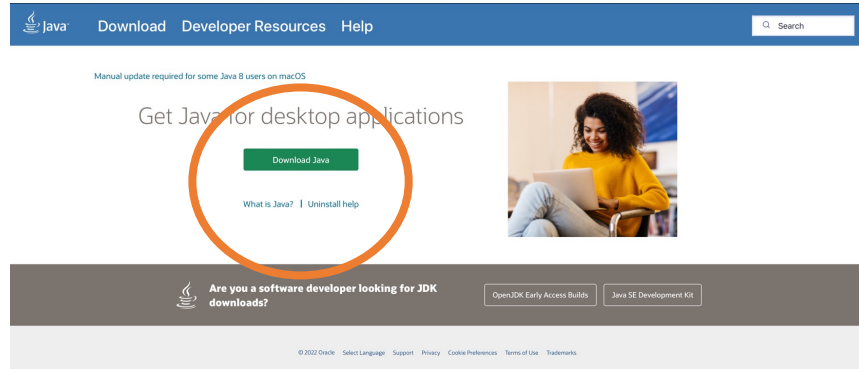 Java Download Developer Resources Help Search
Manual update required for some Java 8 users on macOS
Get Java for desktop applications
Download Java
What is Java? | Uninstall help
Are you a software developer looking for JDK
downloads?
OpenJDK Early Access Builds Java SE Development Kit
© 2022 Oracle Select Language Support Privacy Cookie Preferences Terms of Use Trademarks